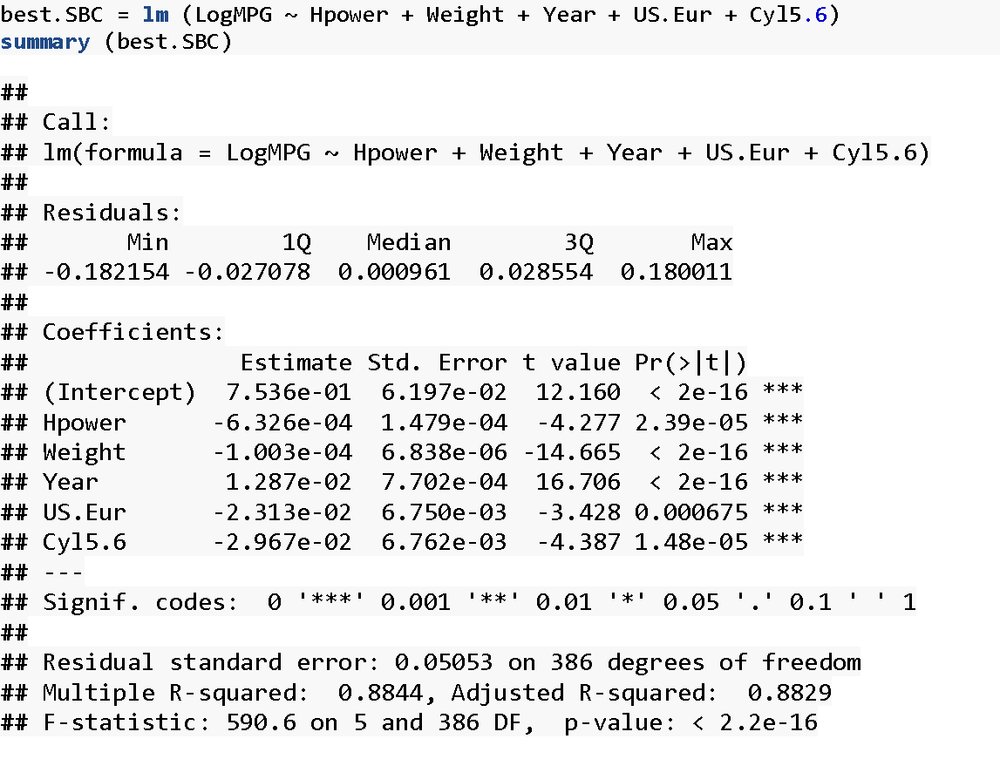 best.SBC = lm (LogMPG ~ Hpower + Weight + Year + US.Eur + Cyl5.6)
summary (best.SBC)
##
## Call:
## lm(formula = LogMPG ~ Hpower + Weight + Year + US.Eur + Cyl5.6)
##
## Residuals:
##       Min        1Q    Median        3Q       Max
## -0.182154 -0.027078  0.000961  0.028554  0.180011
##
## Coefficients:
##               Estimate Std. Error t value Pr(>|t|)
## (Intercept)  7.536e-01  6.197e-02  12.160  < 2e-16 ***
## Hpower      -6.326e-04  1.479e-04  -4.277 2.39e-05 ***
## Weight      -1.003e-04  6.838e-06 -14.665  < 2e-16 ***
## Year         1.287e-02  7.702e-04  16.706  < 2e-16 ***
## US.Eur      -2.313e-02  6.750e-03  -3.428 0.000675 ***
## Cyl5.6      -2.967e-02  6.762e-03  -4.387 1.48e-05 ***
## ---
## Signif. codes:  0 '***' 0.001 '**' 0.01 '*' 0.05 '.' 0.1 ' ' 1
##
## Residual standard error: 0.05053 on 386 degrees of freedom
## Multiple R-squared:  0.8844, Adjusted R-squared:  0.8829
## F-statistic: 590.6 on 5 and 386 DF,  p-value: < 2.2e-16